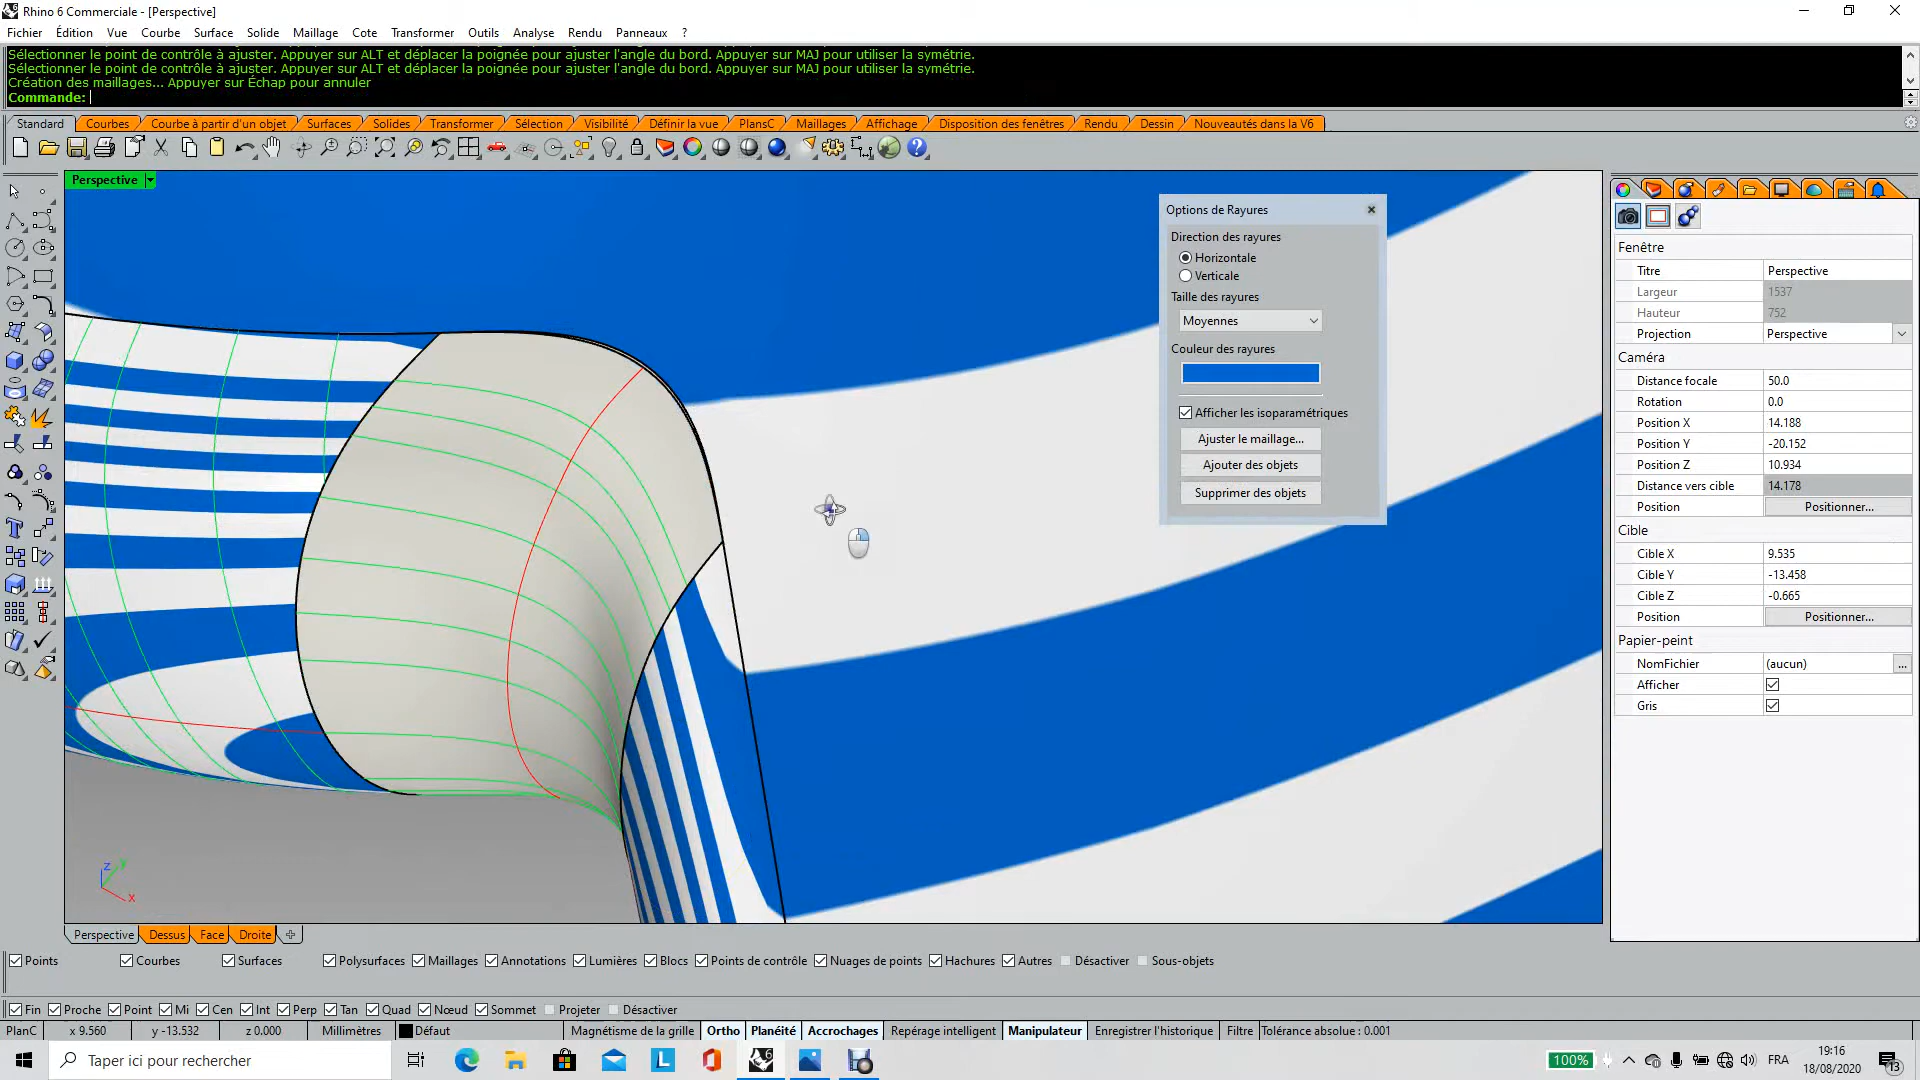 Rhino 6 Commerciale - [Perspective]
Fichier Édition Vue Courbe Surface Solide Maillage Cote Transformer Outils Analyse Rendu Panneaux ?
Sélectionner le point de contrôle à ajuster. Appuyer sur ALT et déplacer la poignée pour ajuster l'angle du bord. Appuyer sur MAJ pour utiliser la symétrie.
Sélectionner le point de contrôle à ajuster. Appuyer sur ALT et déplacer la poignée pour ajuster l'angle du bord. Appuyer sur MAJ pour utiliser la symétrie.
Création des maillages... Appuyer sur Échap pour annuler
Commande:
Standard Courbes Courbe à partir d'un objet Surfaces Solides Transformer Sélection Visibilité Définir la vue PlansC Maillages Affichage Disposition des fenêtres Rendu Dessin Nouveautés dans la V6
Perspective
Options de Rayures
Direction des rayures
Horizontale
Verticale
Taille des rayures
Moyennes
Couleur des rayures
Afficher les isoparamétriques
Ajuster le maillage...
Ajouter des objets
Supprimer des objets
Fenêtre
Titre Perspective
Largeur 1537
Hauteur 752
Projection Perspective
Caméra
Distance focale 50.0
Rotation 0.0
Position X 14.188
Position Y -20.152
Position Z 10.934
Distance vers cible 14.178
Position Positionner...
Cible
Cible X 9.535
Cible Y -13.458
Cible Z -0.665
Position Positionner...
Papier-peint
NomFichier (aucun) ...
Afficher
Gris
z y
x
Perspective Dessus Face Droite
Points Courbes Surfaces Polysurfaces Maillages Annotations Lumières Blocs Points de contrôle Nuages de points Hachures Autres Désactiver Sous-objets
Fin Proche Point Mi Cen Int Perp Tan Quad Nœud Sommet Projeter Désactiver
PlanC x 9.560 y -13.532 z 0.000 Millimètres Défaut Magnétisme de la grille Ortho Planéité Accrochages Repérage intelligent Manipulateur Enregistrer l'historique Filtre Tolérance absolue : 0.001
Taper ici pour rechercher
L
6
100%
FRA
19:16
18/08/2020
13